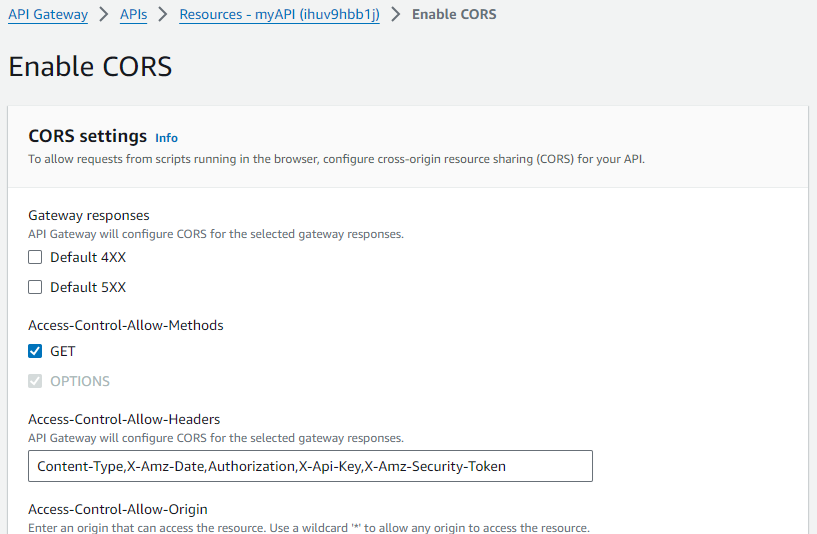 API Gateway > APIs > Resources - myAPI (ihuv9hbb1j) > Enable CORS
Enable CORS
CORS settings Info
To allow requests from scripts running in the browser, configure cross-origin resource sharing (CORS) for your API.
Gateway responses
API Gateway will configure CORS for the selected gateway responses.
Default 4XX
Default 5XX
Access-Control-Allow-Methods
GET
OPTIONS
Access-Control-Allow-Headers
API Gateway will configure CORS for the selected gateway responses.
Content-Type,X-Amz-Date,Authorization,X-Api-Key,X-Amz-Security-Token
Access-Control-Allow-Origin
Enter an origin that can access the resource. Use a wildcard '*' to allow any origin to access the resource.